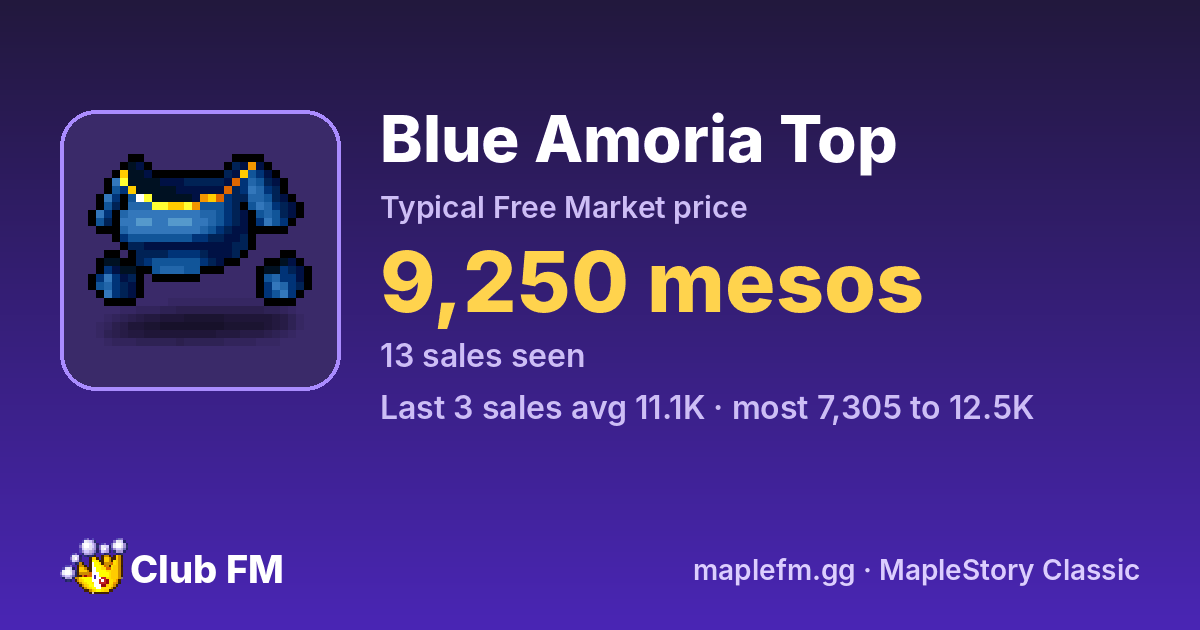 Blue Amoria Top
Typical Free Market price
9,250 mesos
13 sales seen
Last 3 sales avg 11.1K · most 7,305 to 12.5K
Club FM
maplefm.gg · MapleStory Classic